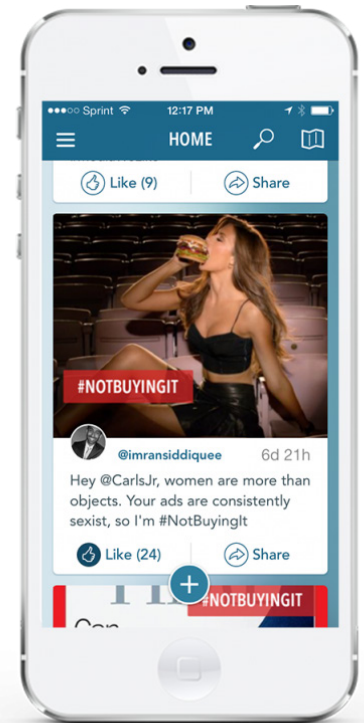 Sprint 12:17 PM
HOME
Like (9) Share
#NOTBUYINGIT
@imransiddiquee 6d 21h
Hey @CarlsJr, women are more than
objects. Your ads are consistently
sexist, so I'm #NotBuyingIt
Like (24) Share
+
#NOTBUYINGIT